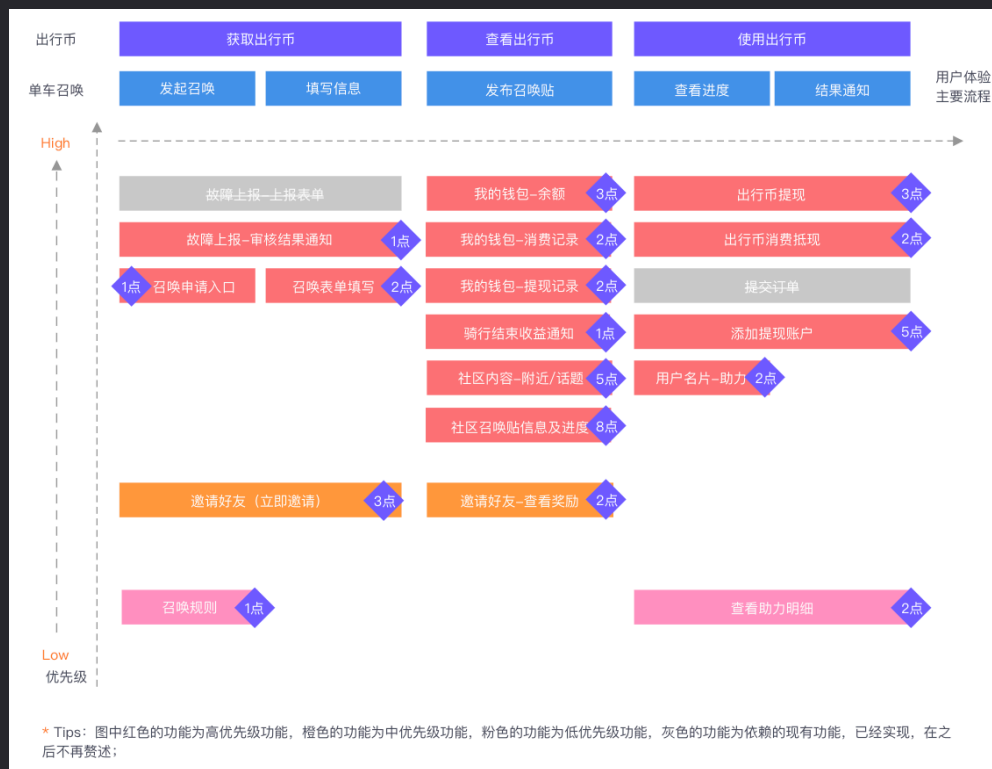 出行币
获取出行币
查看出行币
使用出行币
单车召唤
发起召唤
填写信息
发布召唤贴
查看进度
结果通知
用户体验
主要流程
High
故障上报-上报表单
我的钱包-余额
3点
出行币提现
3点
故障上报-审核结果通知
1点
我的钱包-消费记录
2点
出行币消费抵现
2点
1点
召唤申请入口
召唤表单填写
2点
我的钱包-提现记录
2点
提交订单
骑行结束收益通知
1点
添加提现账户
5点
社区内容-附近/话题
5点
用户名片-助力
2点
社区召唤贴信息及进度
8点
邀请好友（立即邀请）
3点
邀请好友-查看奖励
2点
召唤规则
1点
查看助力明细
2点
Low
优先级
* Tips：图中红色的功能为高优先级功能，橙色的功能为中优先级功能，粉色的功能为低优先级功能，灰色的功能为依赖的现有功能，已经实现，在之
后不再赘述；